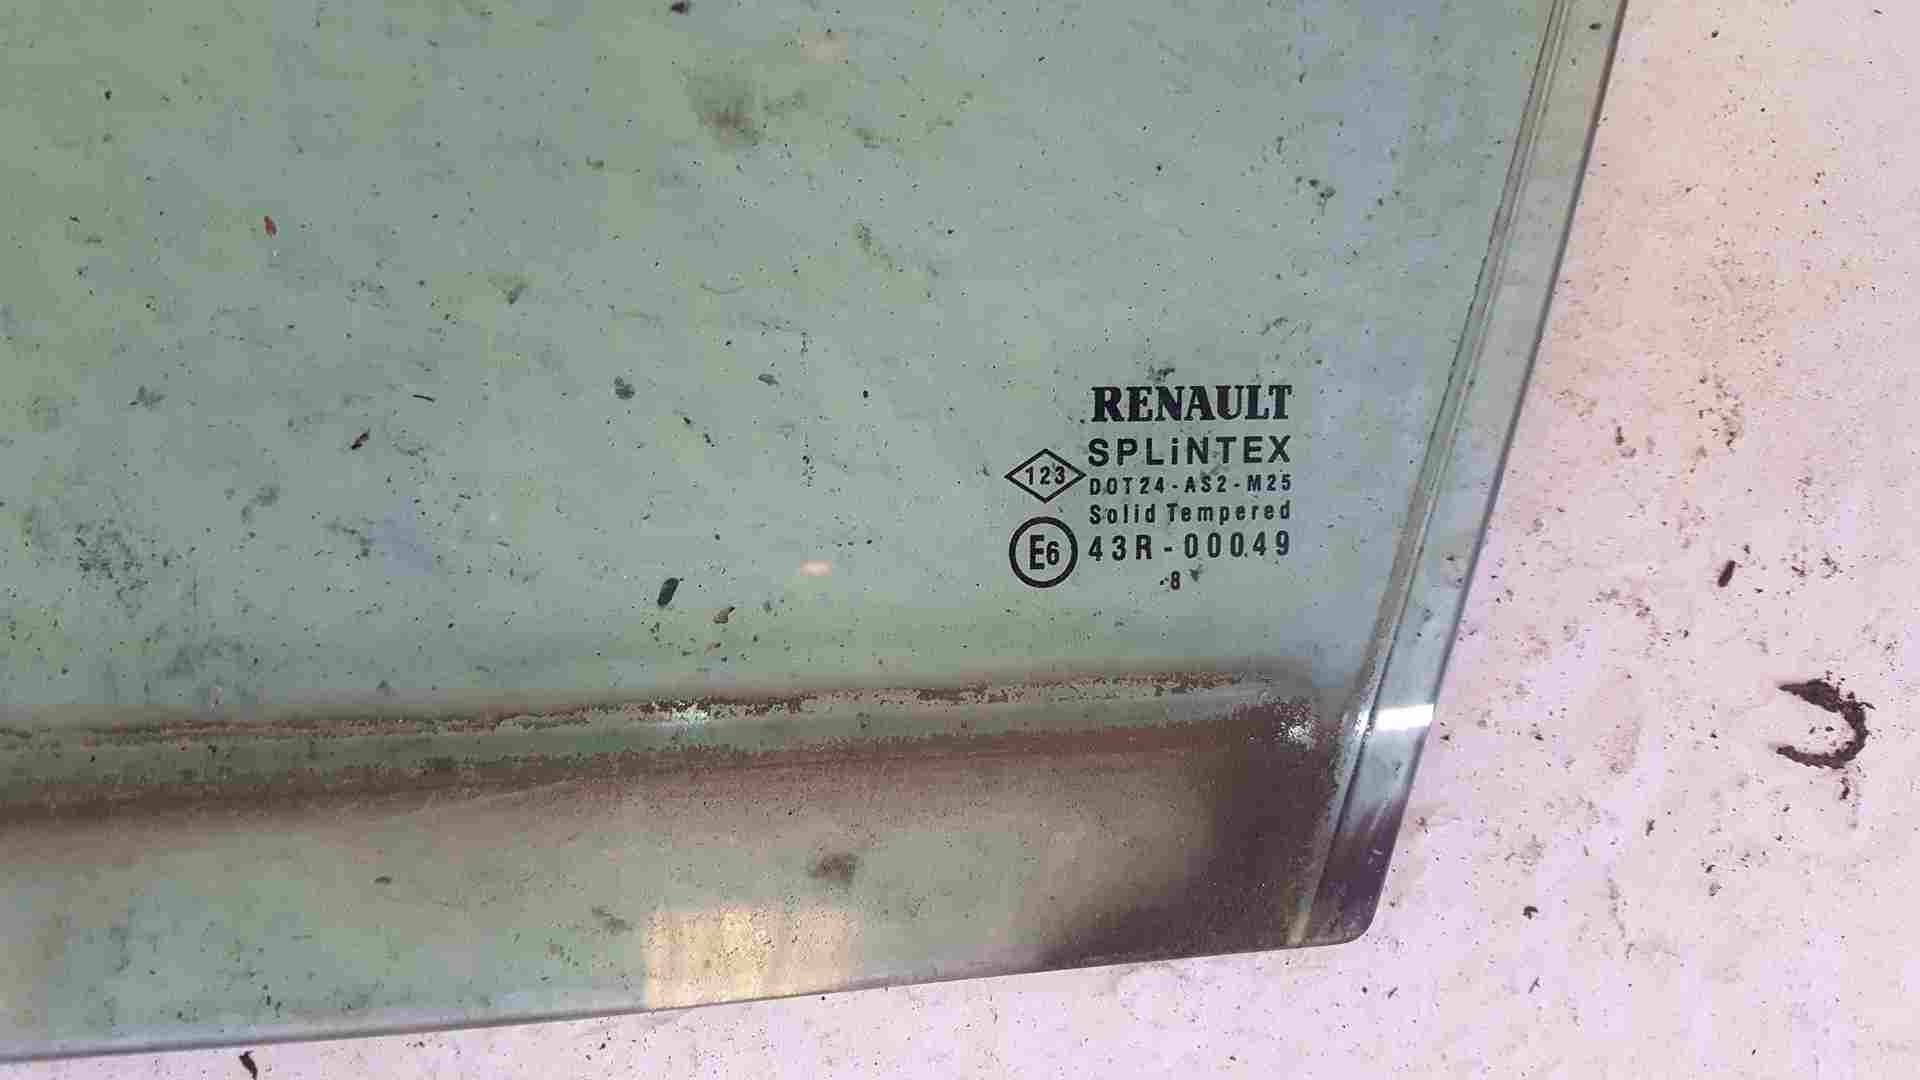 RENAULT
SPLiNTEX
123
DOT24-AS2-M25
Solid Tempered
E6
43R-00049
8